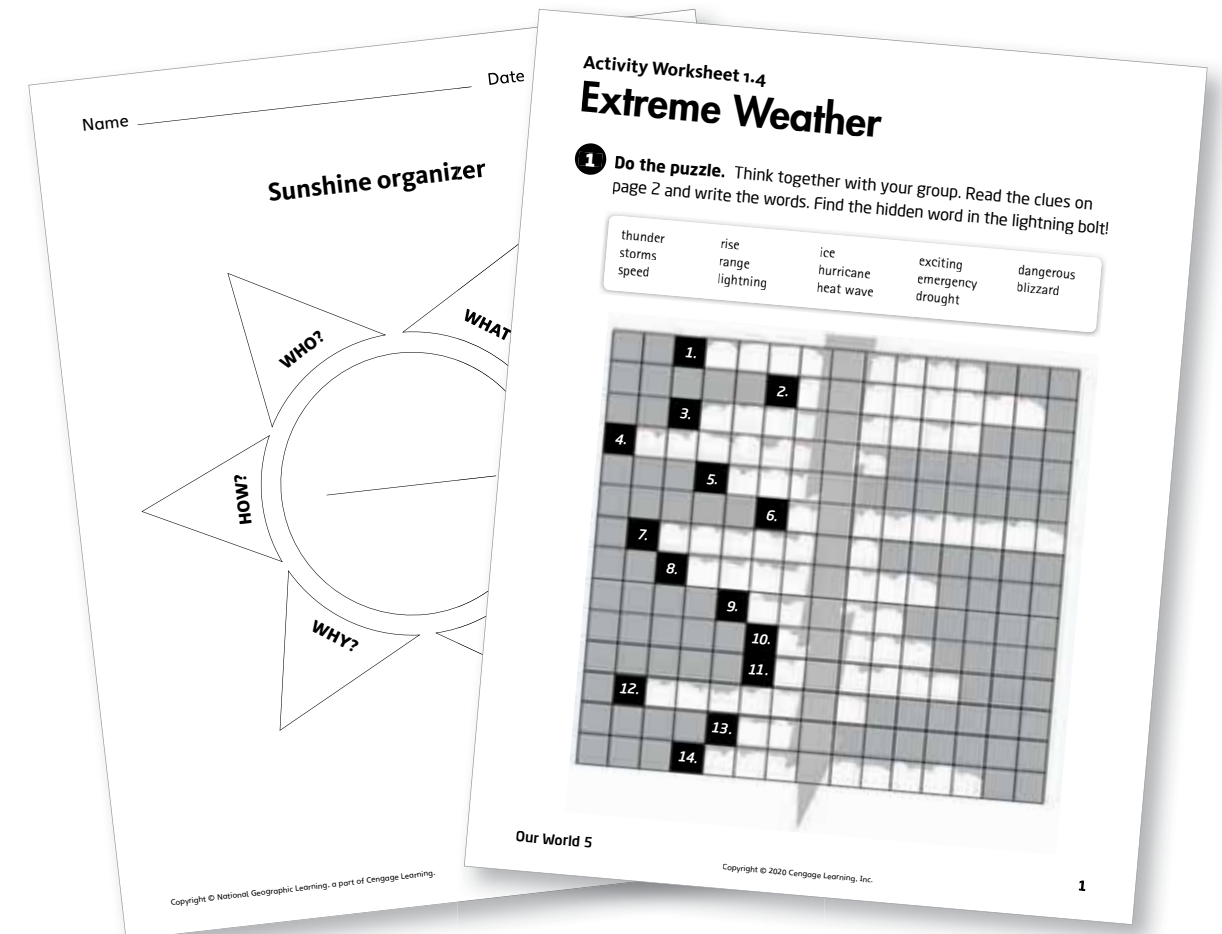 Name
Date
Sunshine organizer
WHO?
WHAT
HOW?
WHY?
Copyright © National Geographic Learning, a part of Cengage Learning.
Activity Worksheet 1.4
Extreme Weather
1 Do the puzzle. Think together with your group. Read the clues on
page 2 and write the words. Find the hidden word in the lightning bolt!
thunder rise ice exciting dangerous
storms range hurricane emergency blizzard
speed lightning heat wave drought
1.
2.
3.
4.
5.
6.
7.
8.
9.
10.
11.
12.
13.
14.
Our World 5
Copyright © 2020 Cengage Learning, Inc.
1